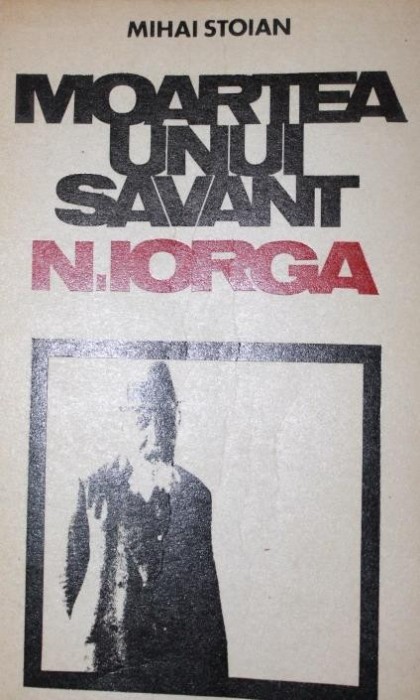 MIHAI STOIAN
MOARTEA
UNUI
SAVANT
N.IORGA